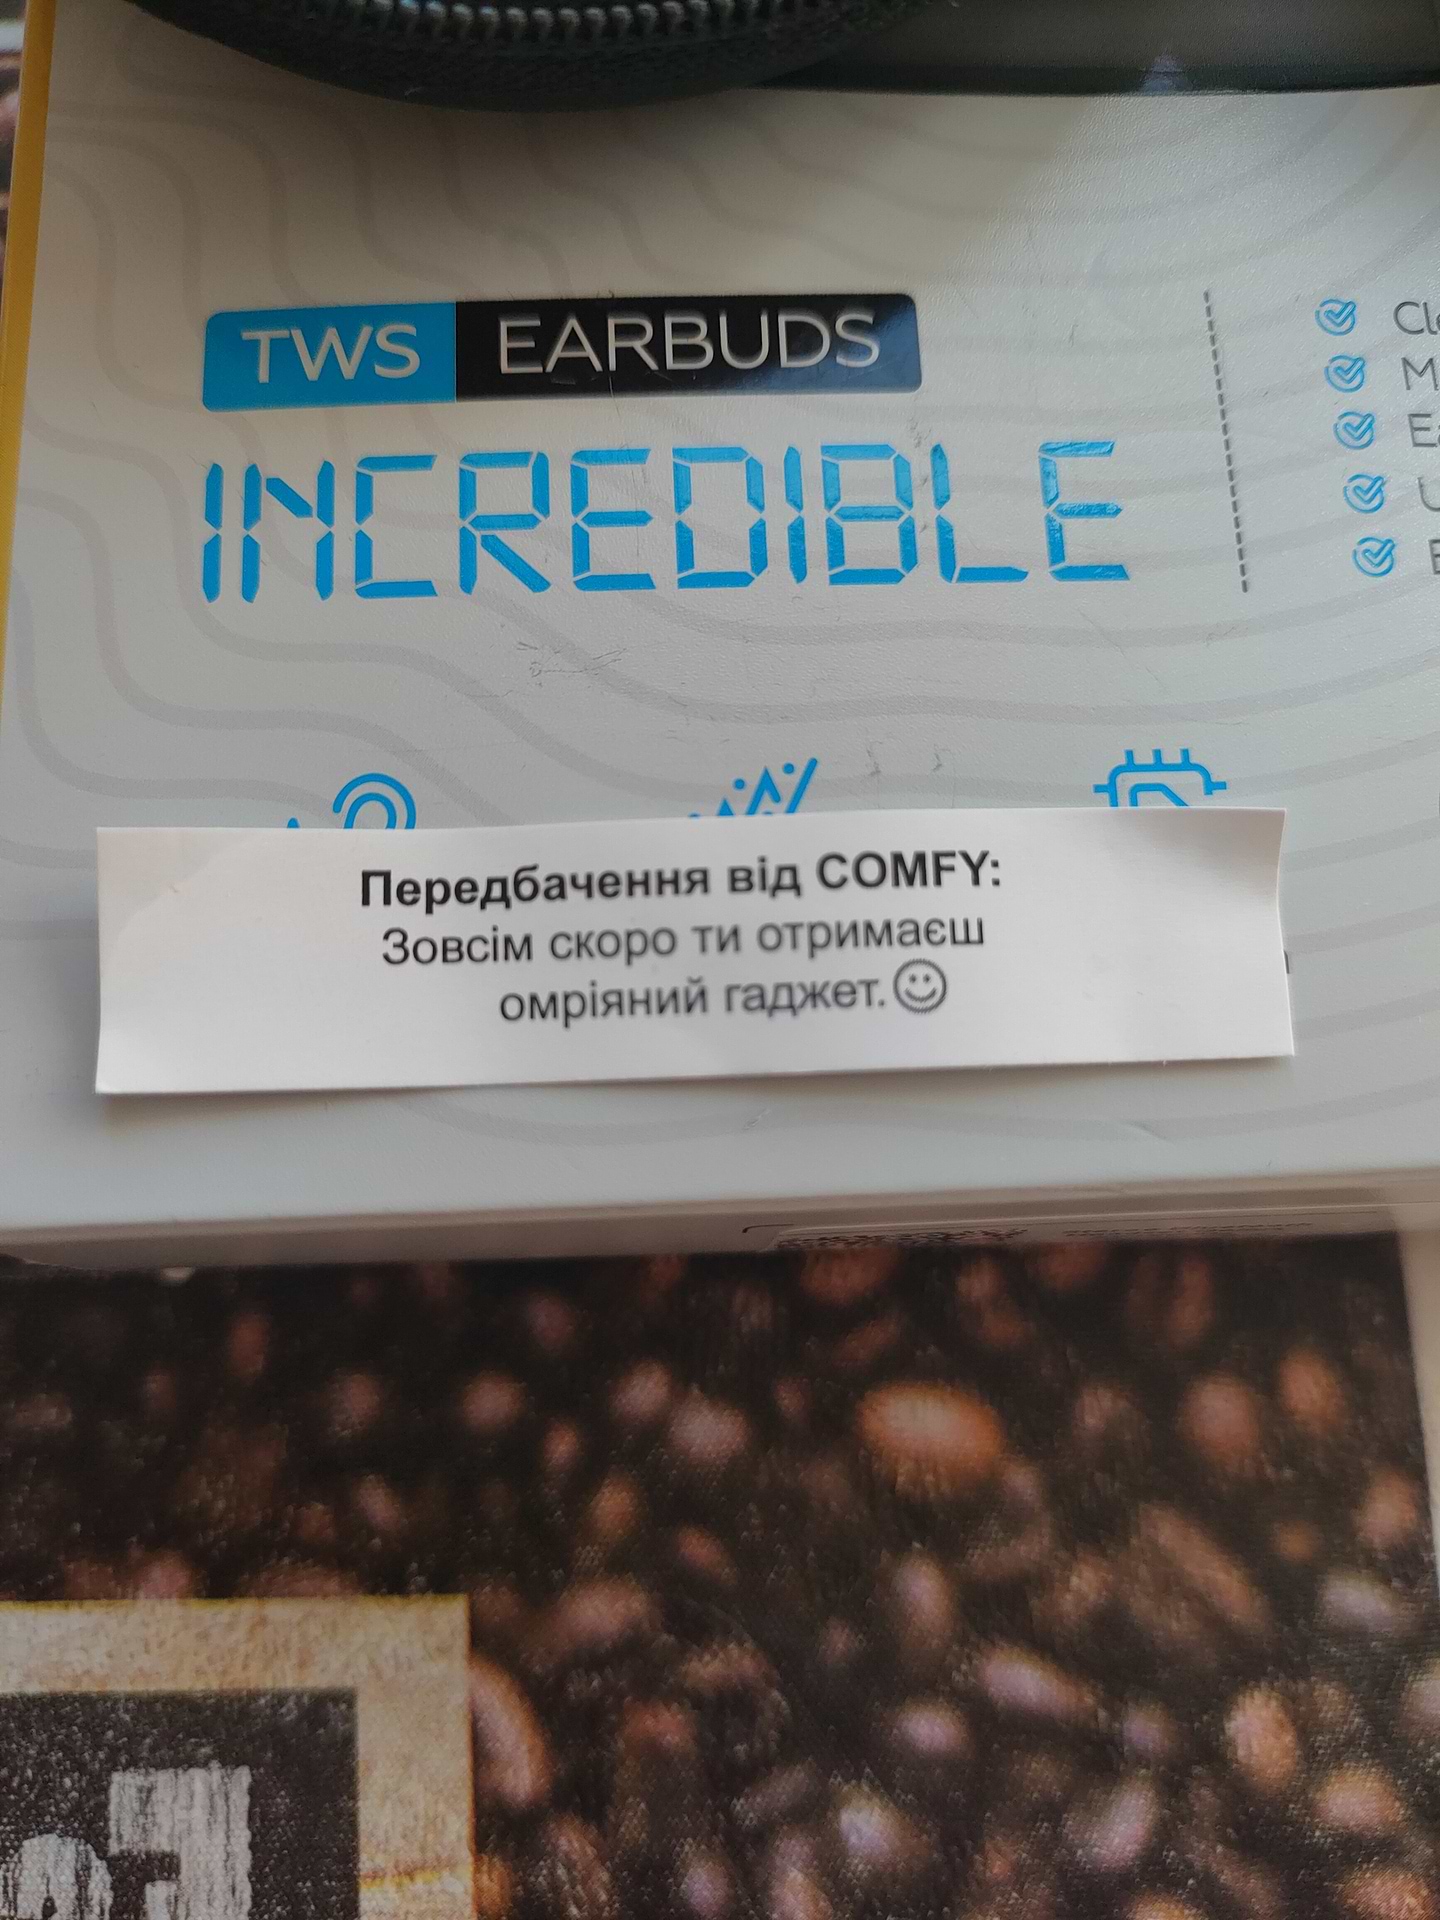 TWS EARBUDS
INCREDIBLE
Передбачення від COMFY:
Зовсім скоро ти отримаєш
омріяний гаджет.☺